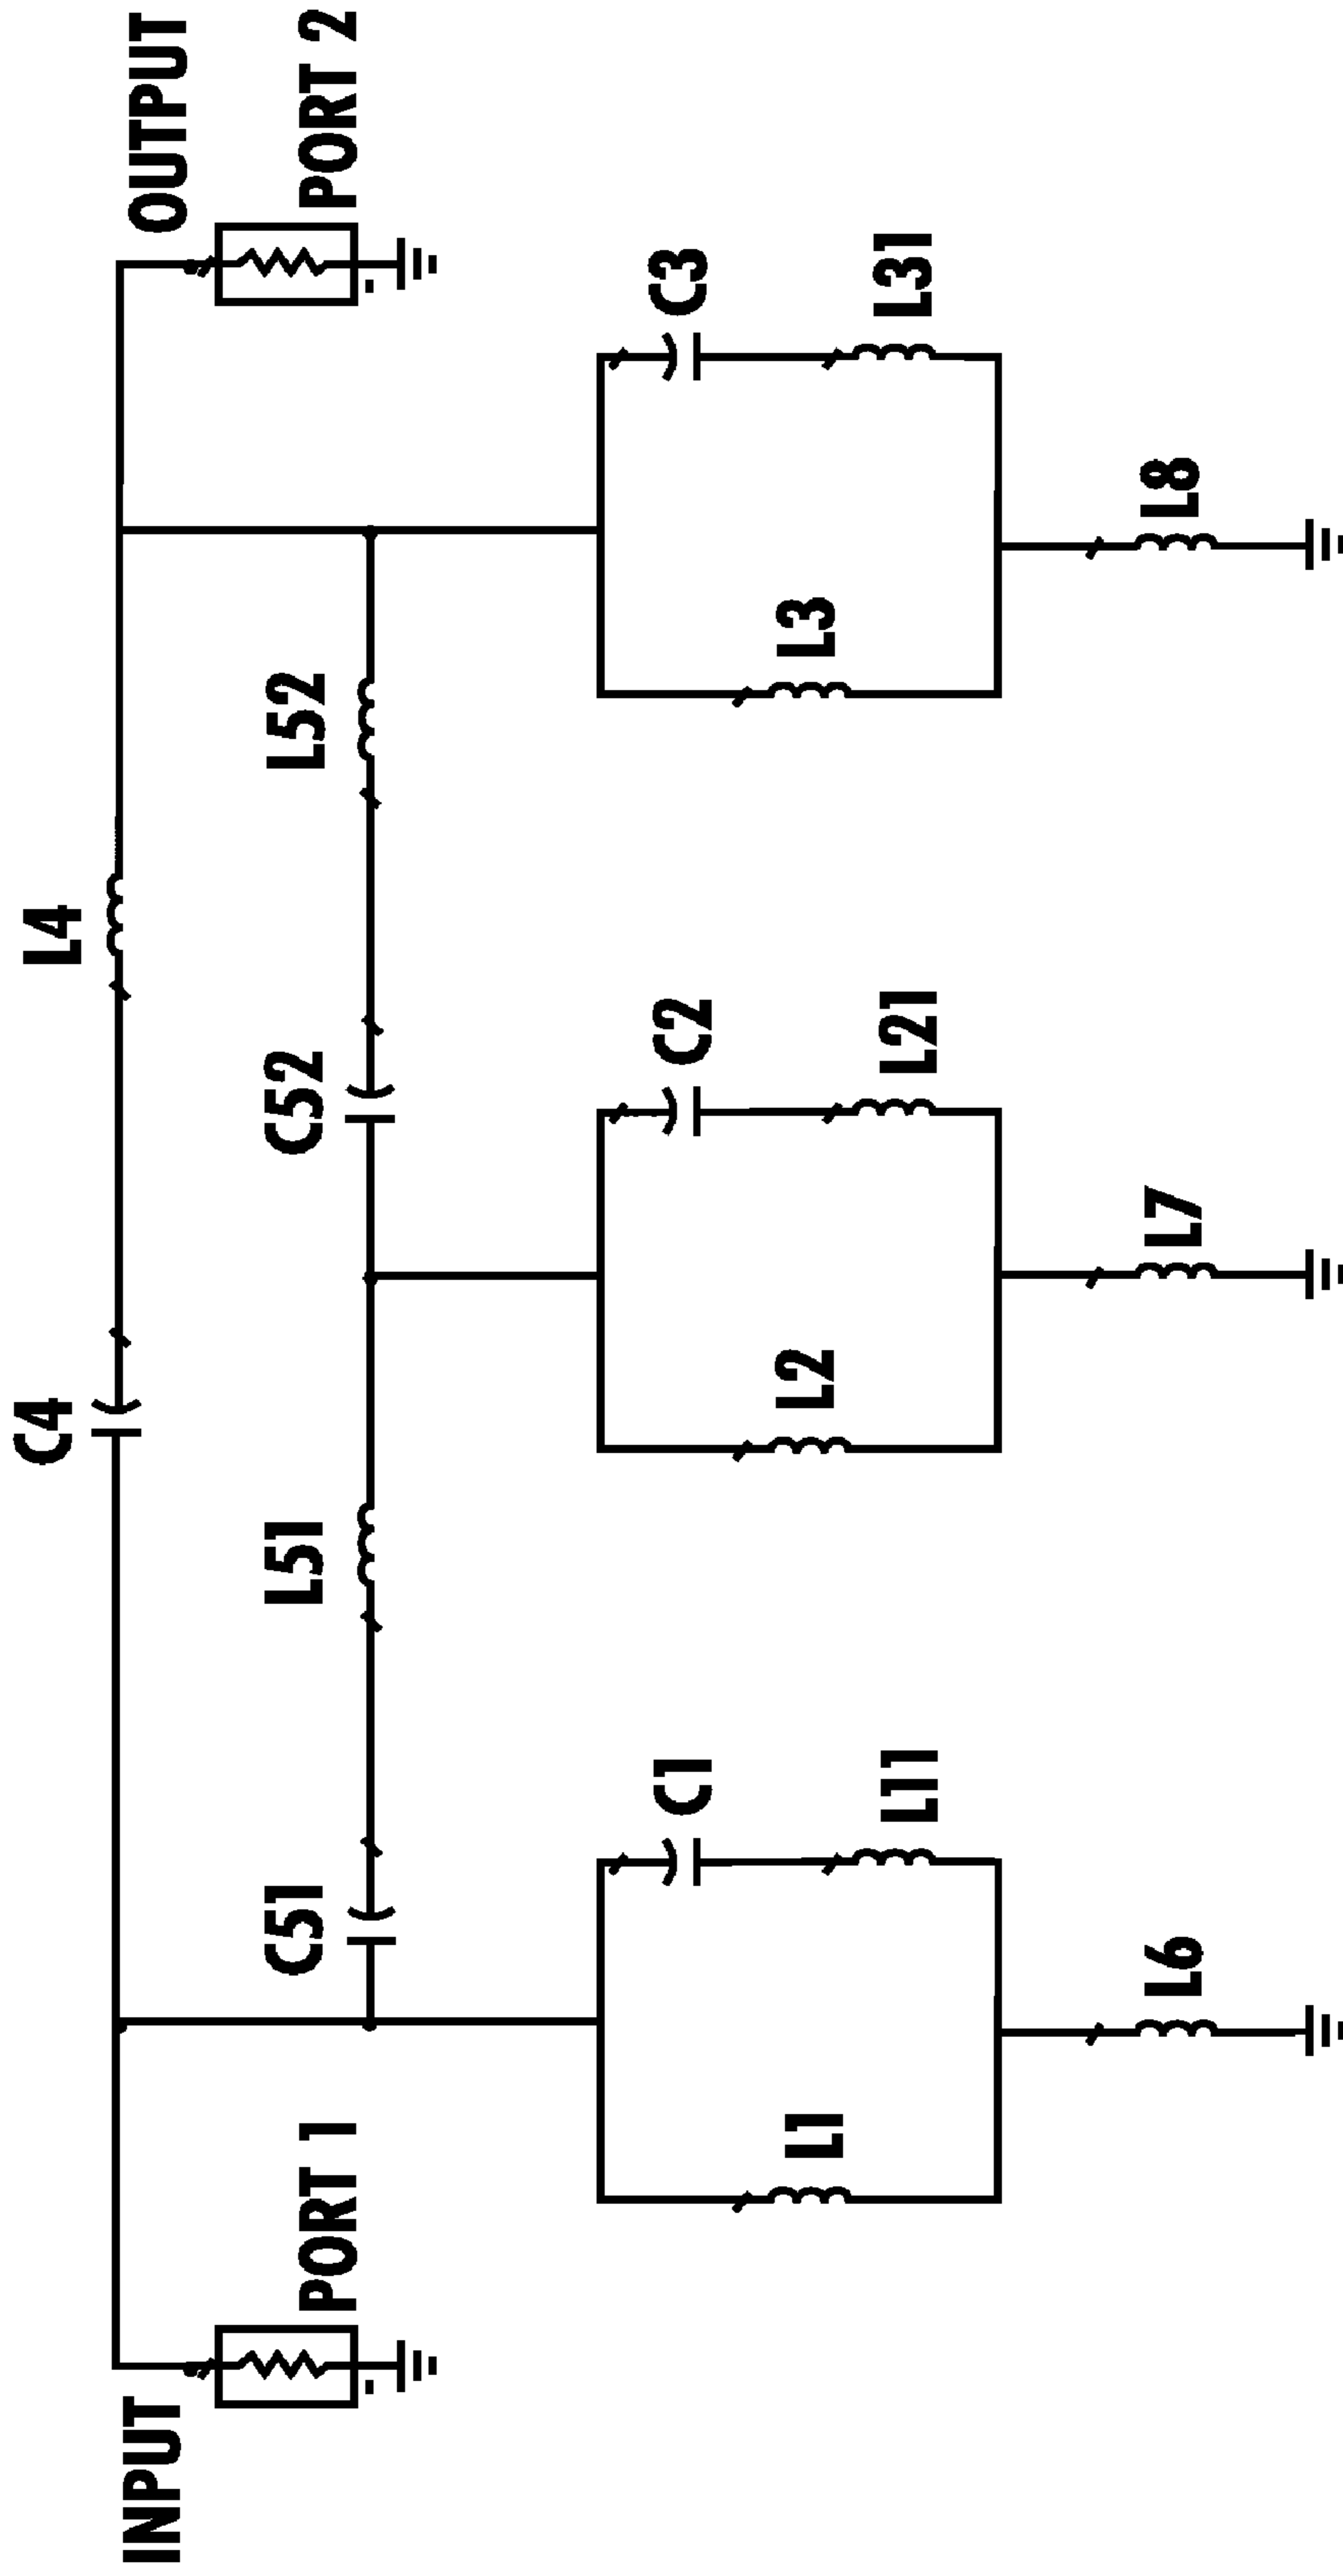 C4
L4
INPUT
OUTPUT
C51
L51
C52
L52
PORT 1
PORT 2
C1
C2
C3
L1
L2
L3
L11
L21
L31
L6
L7
L8